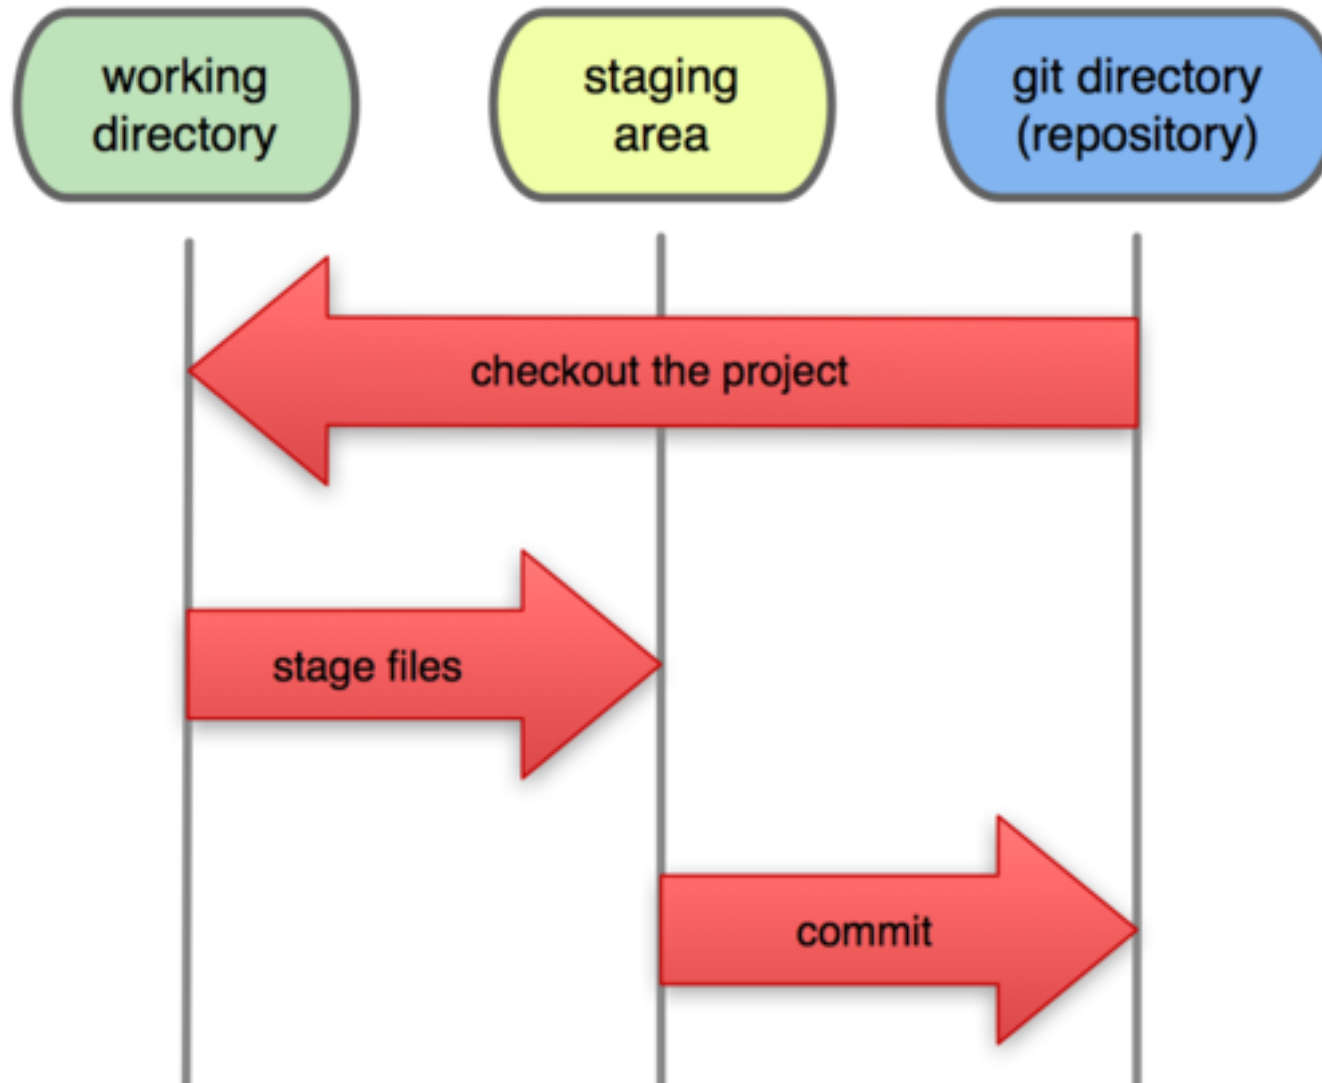 working
directory
staging
area
git directory
(repository)
checkout the project
stage files
commit